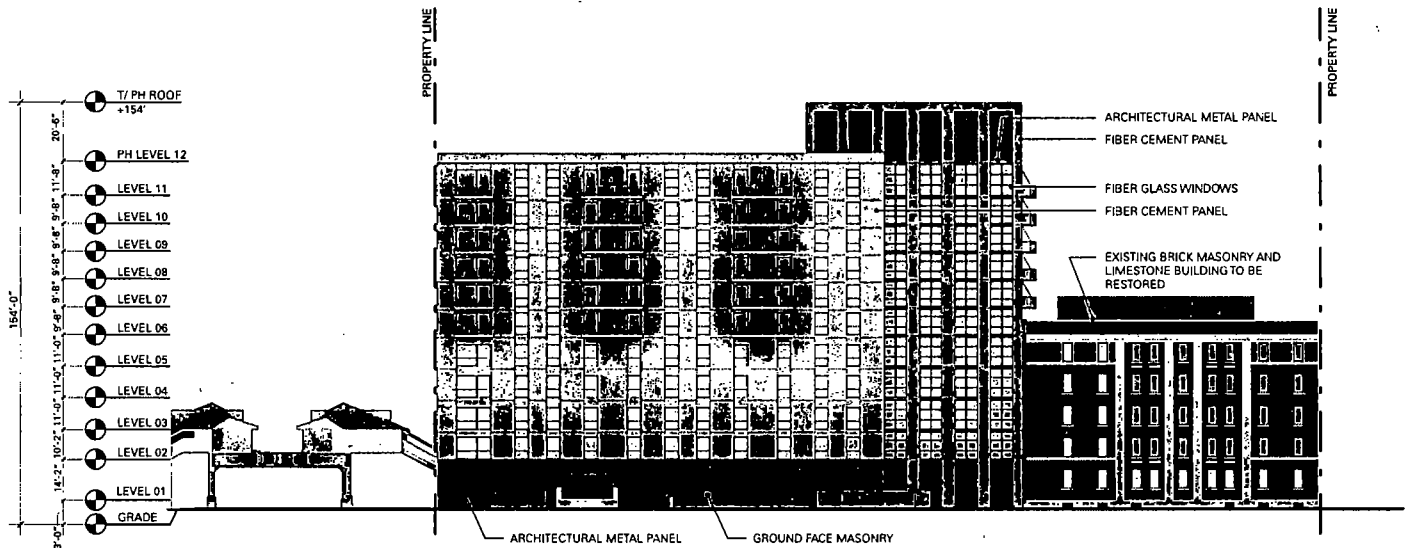 PROPERTY LINE
PROPERTY LINE
T/ PH ROOF
+154'
20'-6"
PH LEVEL 12
11'-8"
LEVEL 11
9'-8"
LEVEL 10
9'-8"
LEVEL 09
9'-8"
LEVEL 08
9'-8"
LEVEL 07
9'-8"
LEVEL 06
11'-0"
LEVEL 05
11'-0"
LEVEL 04
11'-0"
LEVEL 03
10'-2"
LEVEL 02
14'-2"
LEVEL 01
GRADE
3'-0"
154'-0"
ARCHITECTURAL METAL PANEL
FIBER CEMENT PANEL
FIBER GLASS WINDOWS
FIBER CEMENT PANEL
EXISTING BRICK MASONRY AND
LIMESTONE BUILDING TO BE
RESTORED
ARCHITECTURAL METAL PANEL
GROUND FACE MASONRY